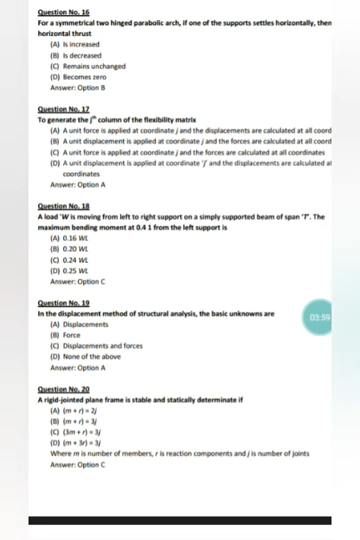 Question No. 16
For a symmetrical two hinged parabolic arch, if one of the supports settles horizontally, then
horizontal thrust
(A) Is increased
(B) Is decreased
(C) Remains unchanged
(D) Becomes zero
Answer: Option B
Question No. 17
To generate the jth column of the flexibility matrix
(A) A unit force is applied at coordinate j and the displacements are calculated at all coord
(B) A unit displacement is applied at coordinate j and the forces are calculated at all coord
(C) A unit force is applied at coordinate j and the forces are calculated at all coordinates
(D) A unit displacement is applied at coordinate 'j' and the displacements are calculated at
coordinates
Answer: Option A
Question No. 18
A load 'W' is moving from left to right support on a simply supported beam of span 'l'. The
maximum bending moment at 0.4 1 from the left support is
(A) 0.16 WL
(B) 0.20 WL
(C) 0.24 WL
(D) 0.25 WL
Answer: Option C
Question No. 19
In the displacement method of structural analysis, the basic unknowns are
03:59
(A) Displacements
(B) Force
(C) Displacements and forces
(D) None of the above
Answer: Option A
Question No. 20
A rigid-jointed plane frame is stable and statically determinate if
(A) (m + r) = 2j
(B) (m + r) = 3j
(C) (3m + r) = 3j
(D) (m + 3r) = 3j
Where m is number of members, r is reaction components and j is number of joints
Answer: Option C